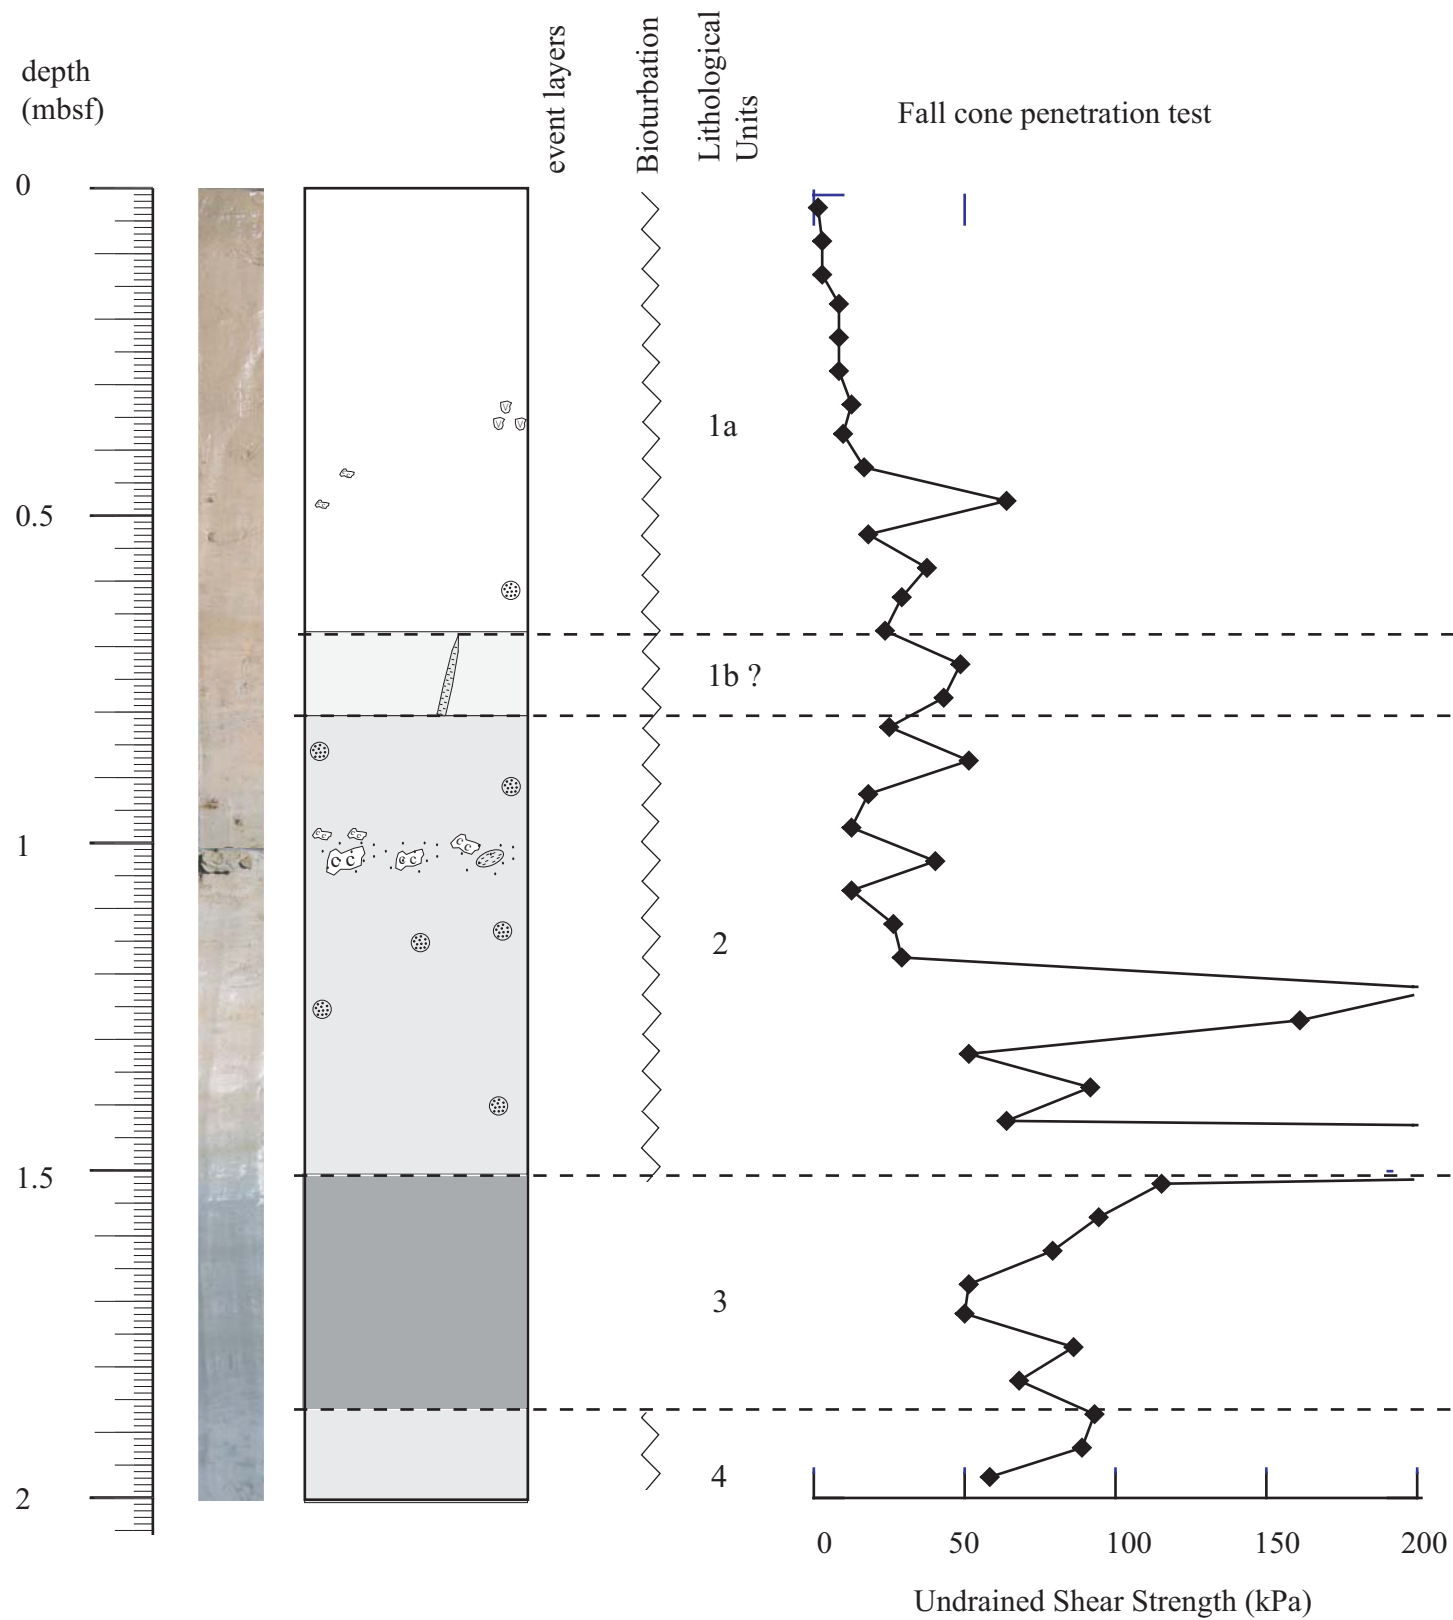 depth
(mbsf)
event layers
Bioturbation
Lithological
Units
Fall cone penetration test
0
0.5
1
1.5
2
1a
1b ?
2
3
4
v
v v
c c
c c
c c
c c
c c
0 50 100 150 200
Undrained Shear Strength (kPa)